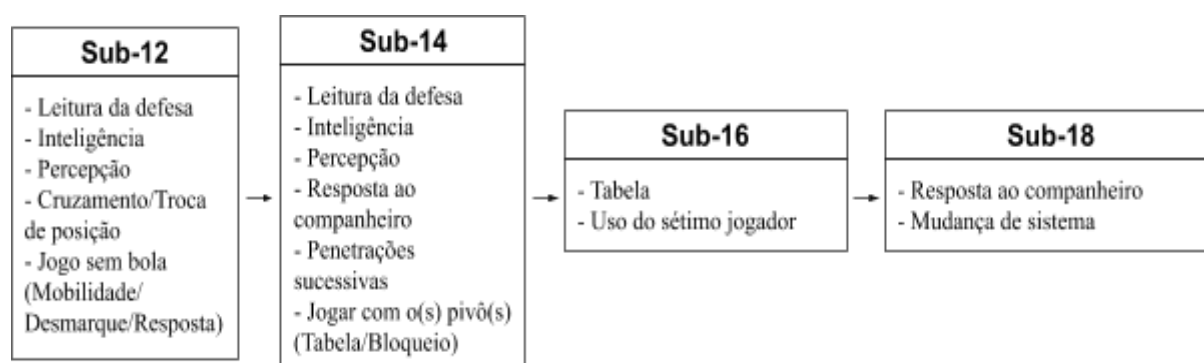 Sub-12
- Leitura da defesa
- Inteligência
- Percepção
- Cruzamento/Troca
de posição
- Jogo sem bola
(Mobilidade/
Desmarque/Resposta)
Sub-14
- Leitura da defesa
- Inteligência
- Percepção
- Resposta ao
companheiro
- Penetrações
sucessivas
- Jogar com o(s) pivô(s)
(Tabela/Bloqueio)
Sub-16
- Tabela
- Uso do sétimo jogador
Sub-18
- Resposta ao companheiro
- Mudança de sistema